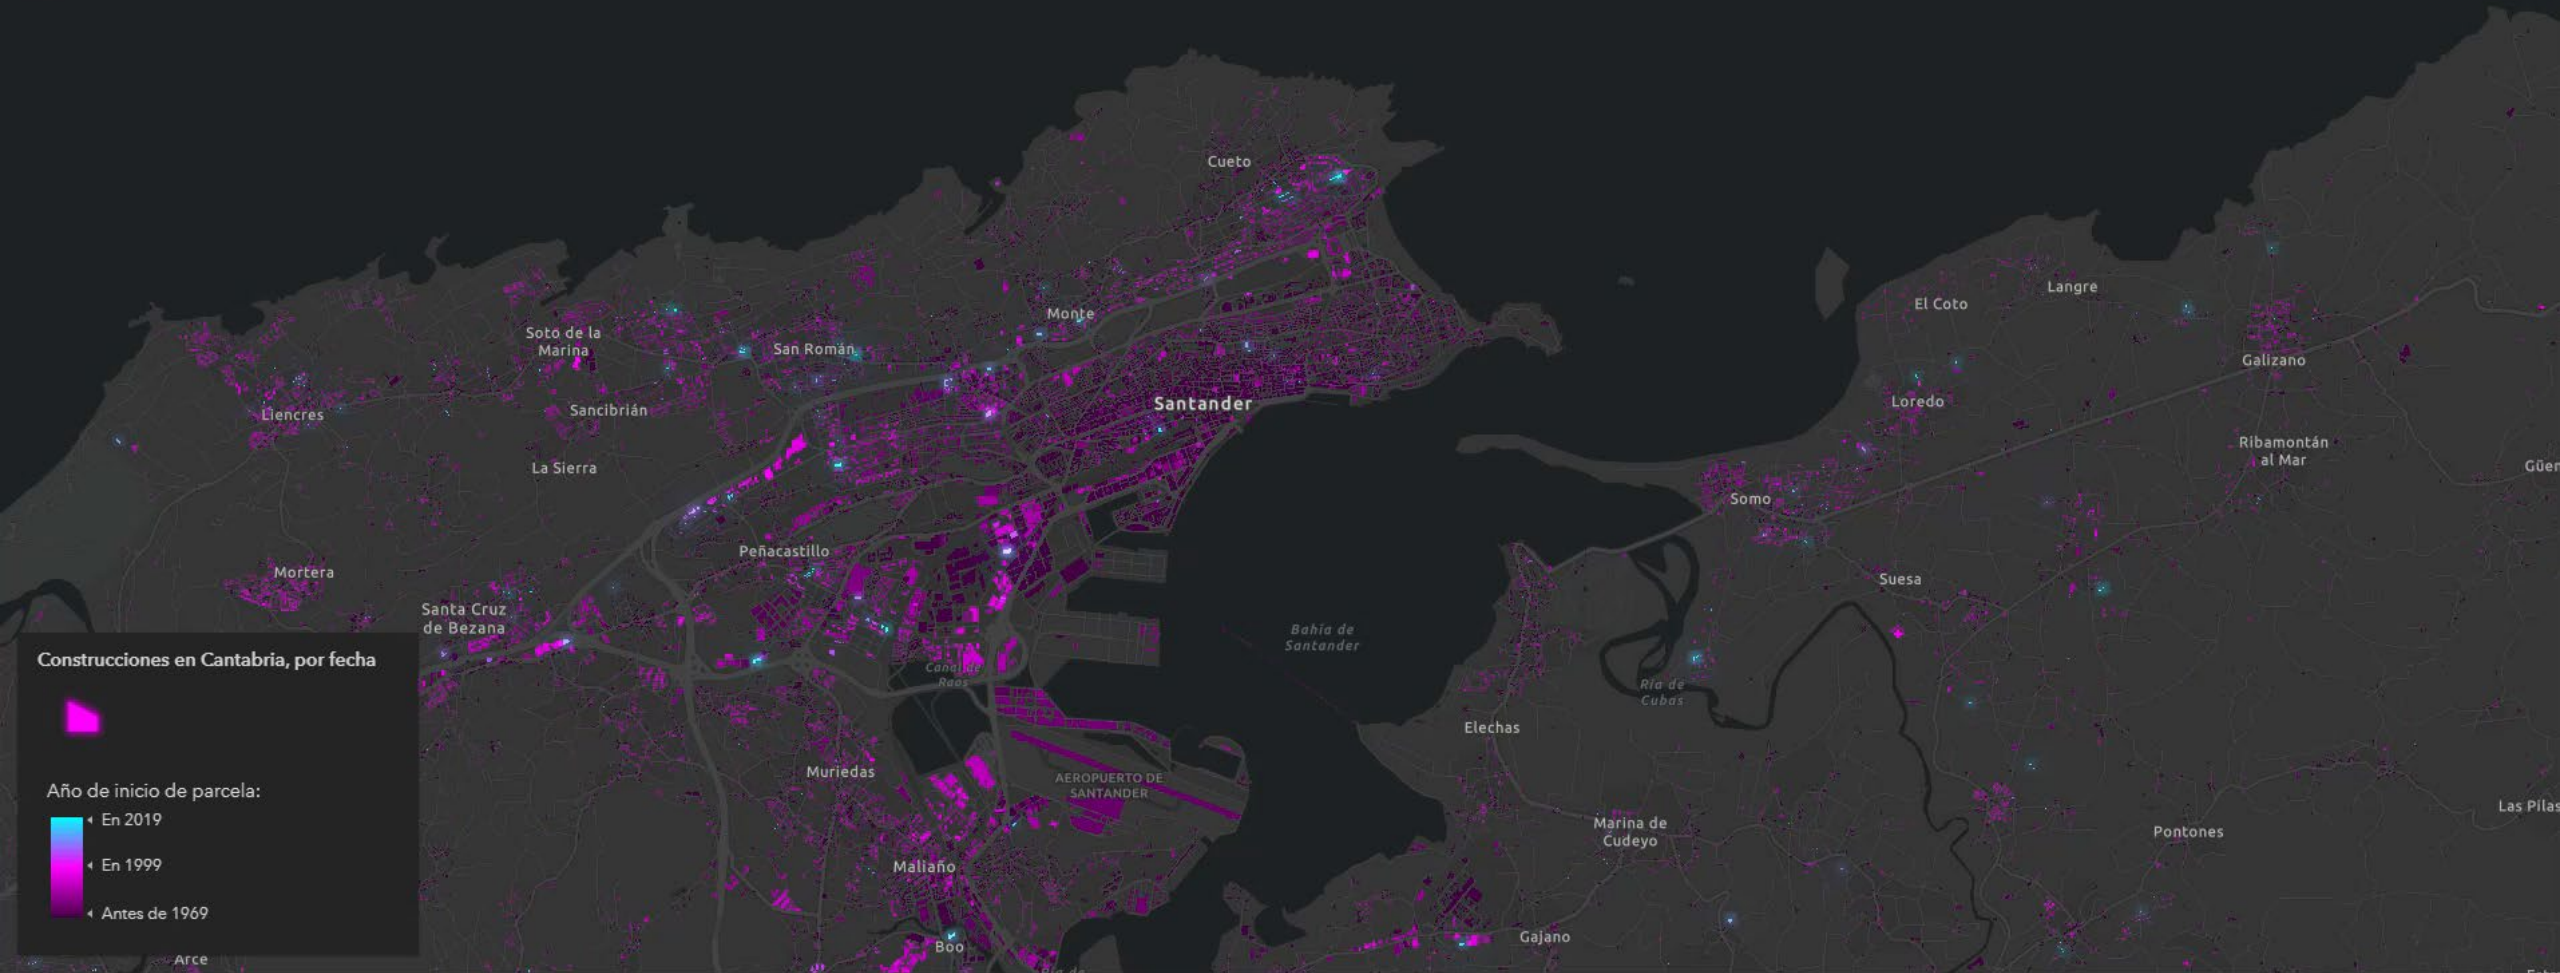 Cueto
Monte
Soto de la
Marina
San Román
Liencres
Sancibrián
Santander
La Sierra
Peñacastillo
Mortera
Santa Cruz
de Bezana
Canal de
Raos
Muriedas
AEROPUERTO DE
SANTANDER
Maliaño
Boo
Arce
Bahía de
Santander
El Coto
Langre
Galizano
Loredo
Ribamontán
al Mar
Somo
Suesa
Ría de
Cubas
Elechas
Marina de
Cudeyo
Pontones
Las Pilas
Gajano
Construcciones en Cantabria, por fecha
Año de inicio de parcela:
En 2019
En 1999
Antes de 1969